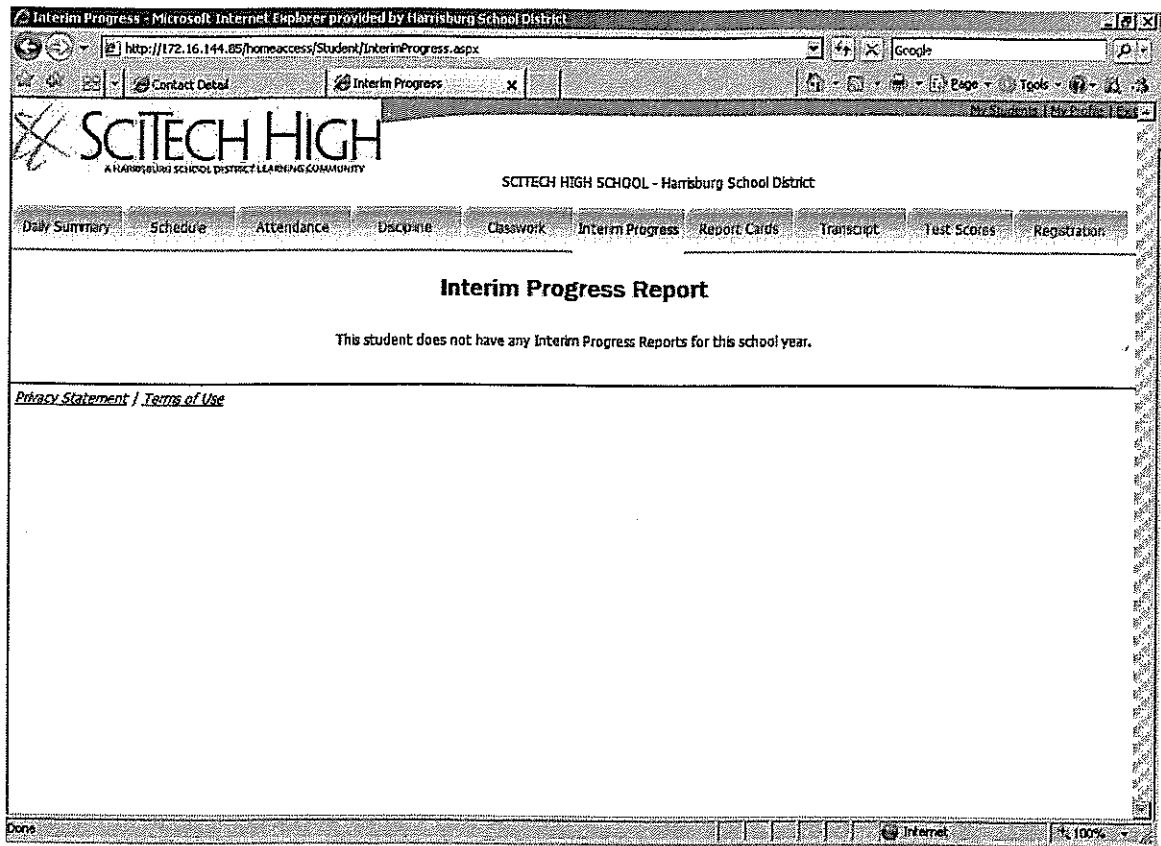 Interim Progress - Microsoft Internet Explorer provided by Harrisburg School District
http://172.16.144.85/homeaccess/Student/InterimProgress.aspx
Google
Contact Detail
Interim Progress
Page
Tools
My Students | My Profile |
SCITECH HIGH
A HARRISBURG SCHOOL DISTRICT LEARNING COMMUNITY
SCITECH HIGH SCHOOL - Harrisburg School District
Daily Summary Schedule Attendance Discipline Classwork Interim Progress Report Cards Transcript Test Scores Registration
Interim Progress Report
This student does not have any Interim Progress Reports for this school year.
Privacy Statement / Terms of Use
Done
Internet
100%